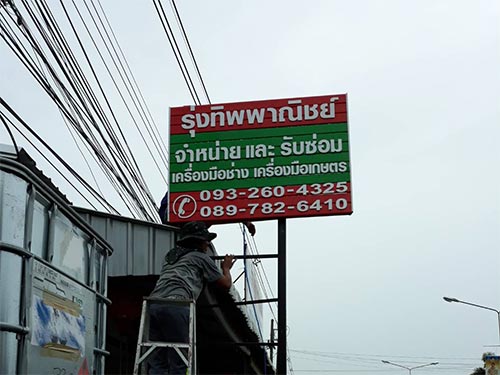 รุ่งทิพพาณิชย์
จำหน่าย และ รับซ่อม
เครื่องมือช่าง เครื่องมือเกษตร
093-260-4325
089-782-6410